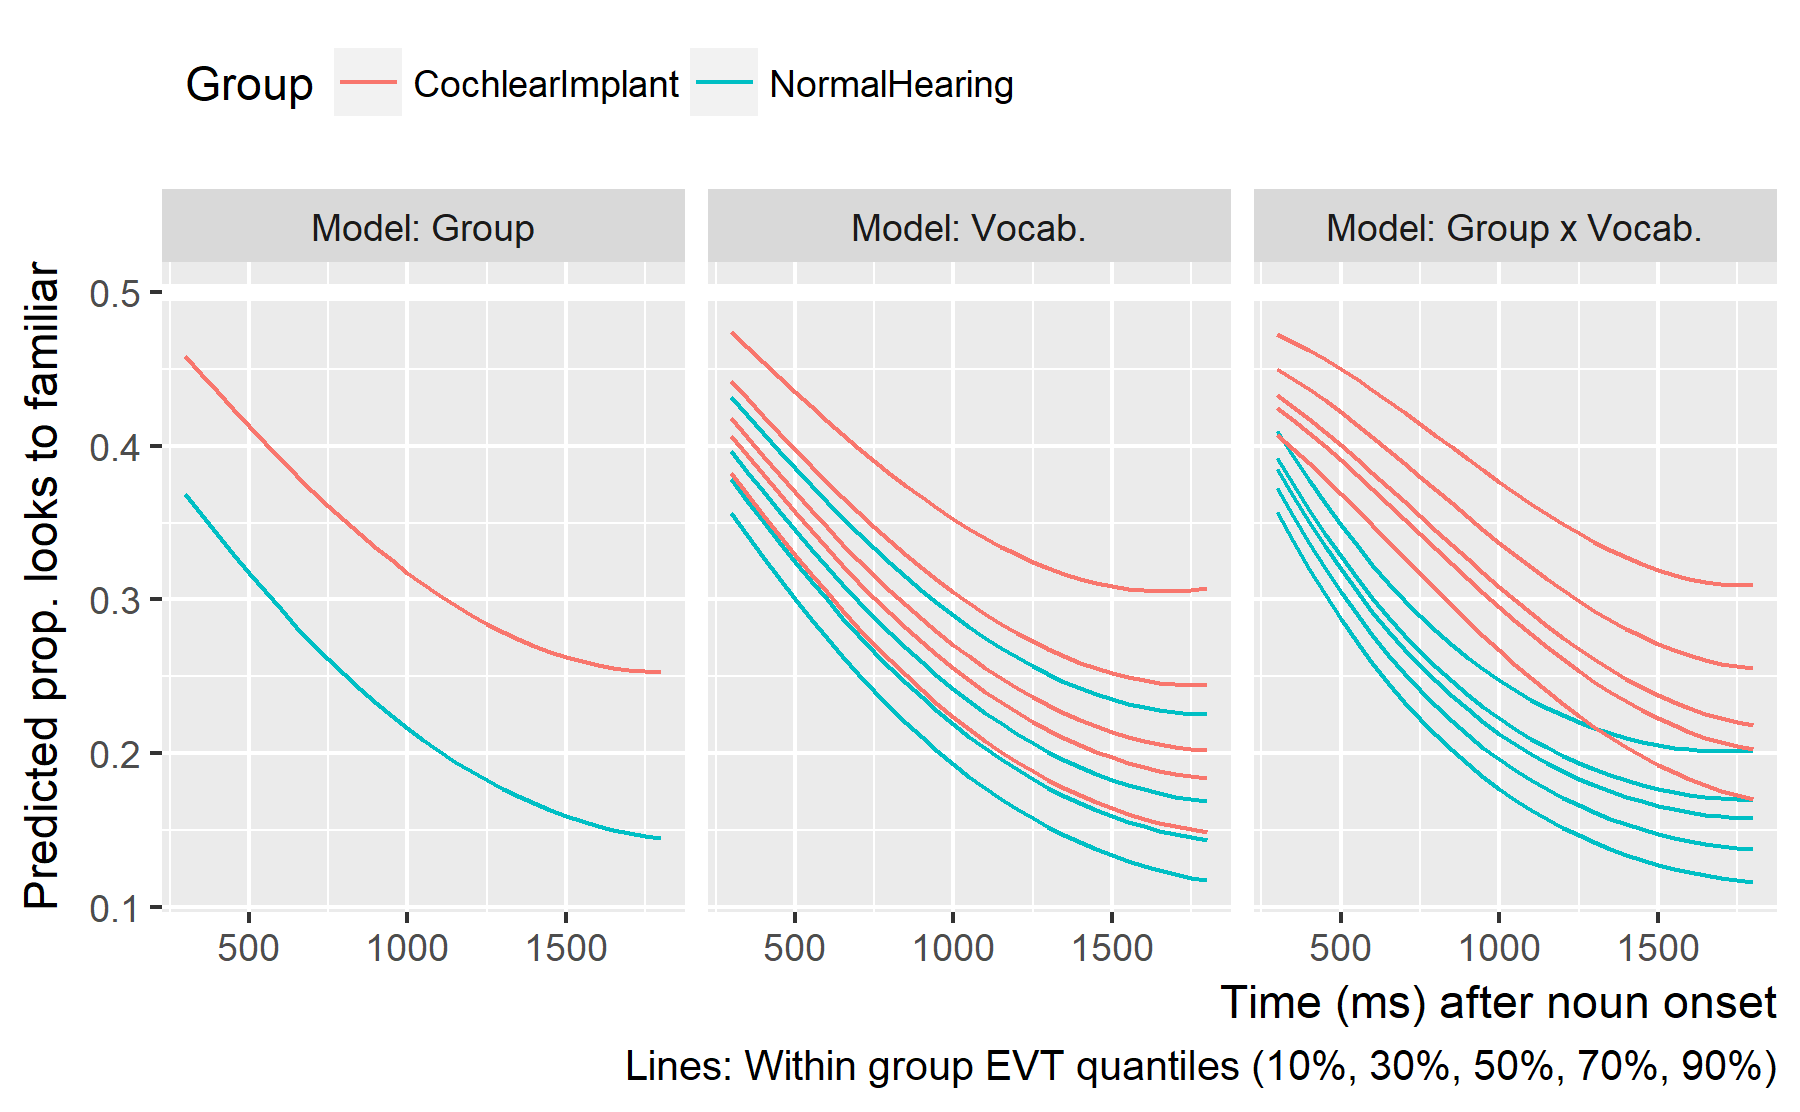 Group CochlearImplant NormalHearing
Model: Group Model: Vocab. Model: Group x Vocab.
Predicted prop. looks to familiar
0.5
0.4
0.3
0.2
0.1
500 1000 1500 500 1000 1500 500 1000 1500
Time (ms) after noun onset
Lines: Within group EVT quantiles (10%, 30%, 50%, 70%, 90%)